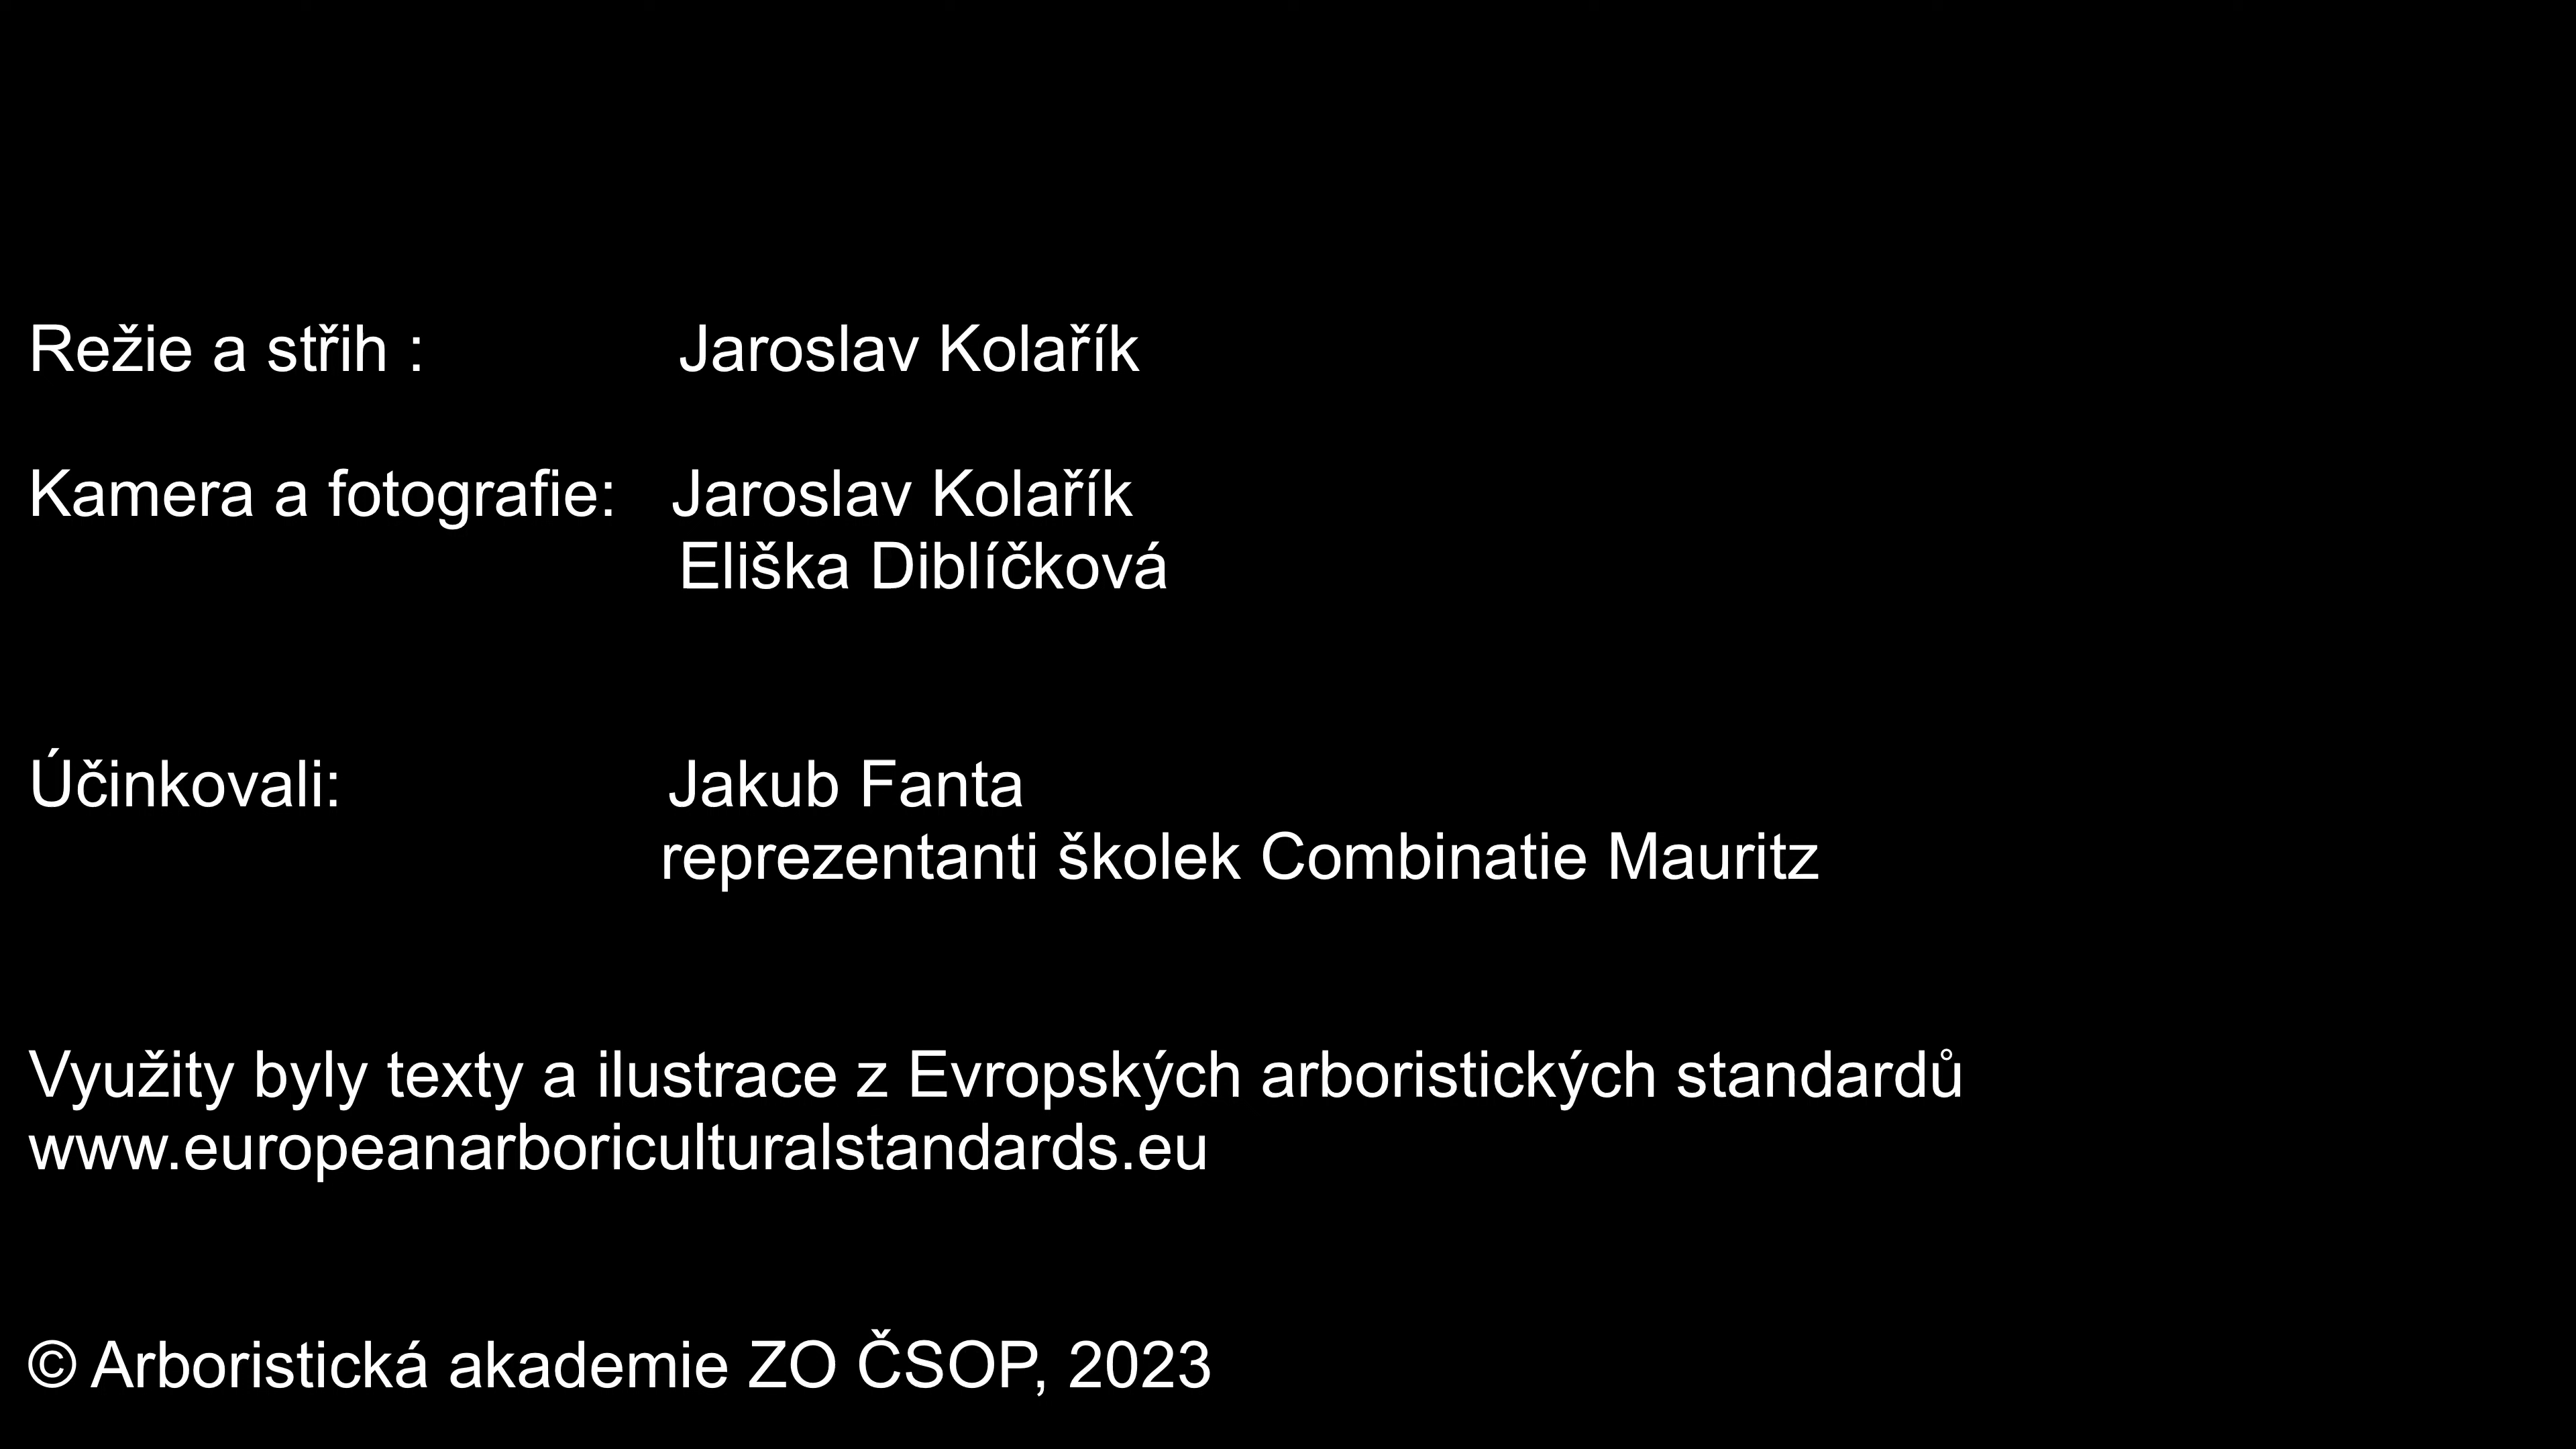 Režie a střih : Jaroslav Kolařík
Kamera a fotografie: Jaroslav Kolařík
Eliška Diblíčková
Účinkovali: Jakub Fanta
reprezentanti školek Combinatie Mauritz
Využity byly texty a ilustrace z Evropských arboristických standardů
www.europeanarboriculturalstandards.eu
© Arboristická akademie ZO ČSOP, 2023